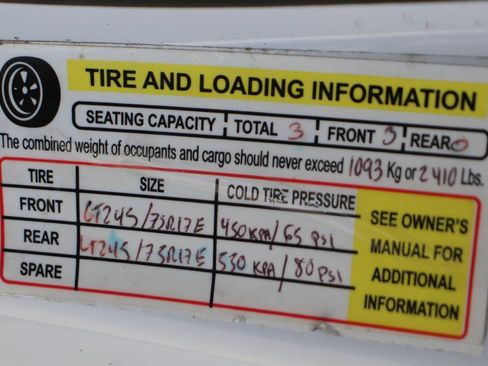 TIRE AND LOADING INFORMATION
SEATING CAPACITY TOTAL 3 FRONT 3 REAR 0
The combined weight of occupants and cargo should never exceed 1093 Kg or 2410 Lbs.
TIRE SIZE COLD TIRE PRESSURE
FRONT LT245/75R17E 450 KPA/65 PSI
REAR LT245/75R17E 550 KPA/80 PSI
SPARE
SEE OWNER'S
MANUAL FOR
ADDITIONAL
INFORMATION